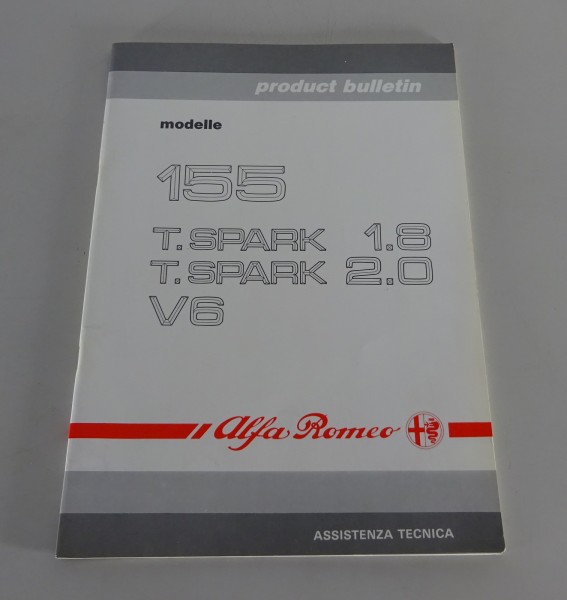 product bulletin
modelle
155
T. SPARK 1.8
T. SPARK 2.0
V6
Alfa Romeo
ASSISTENZA TECNICA